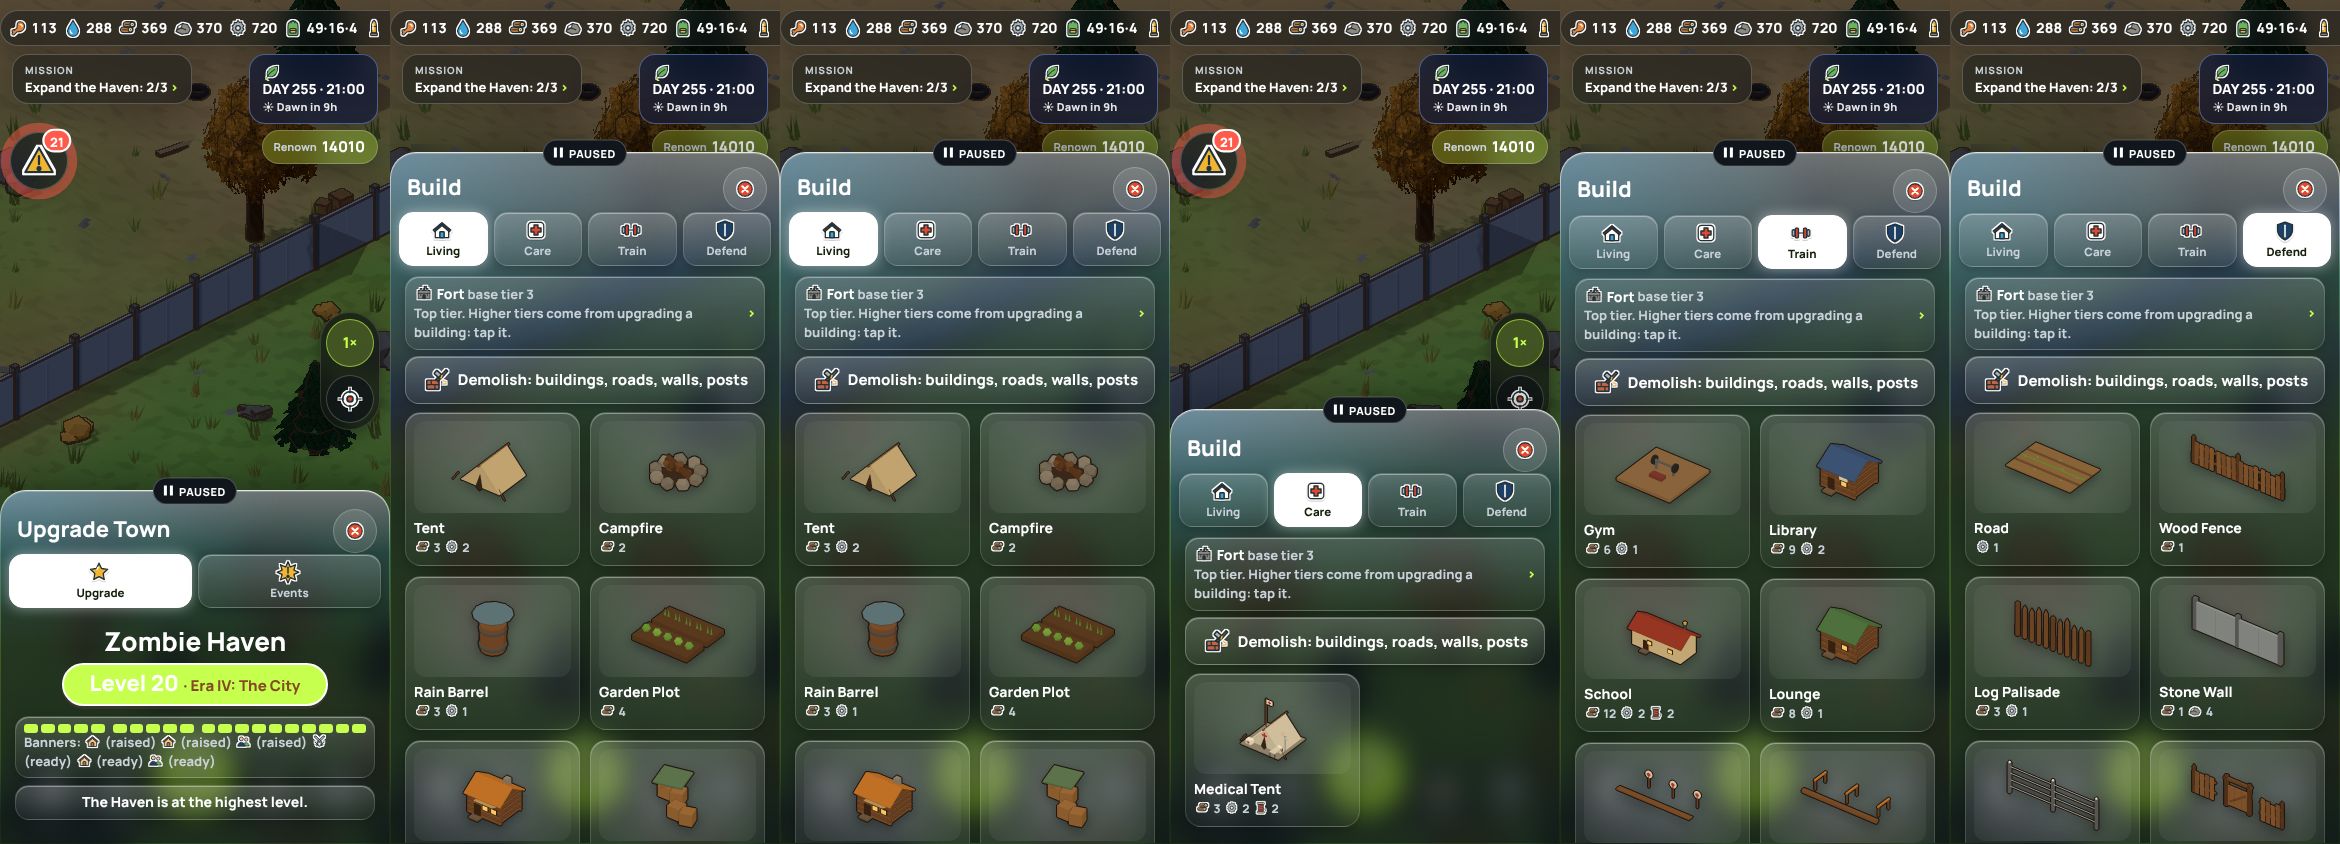 113 288 369 370 720 49·16·4
MISSION
Expand the Haven: 2/3 ›
DAY 255 · 21:00
Dawn in 9h
Renown 14010
21
1×
PAUSED
Upgrade Town
Upgrade
Events
Zombie Haven
Level 20 · Era IV: The City
Banners: (raised) (raised) (raised)
(ready) (ready) (ready)
The Haven is at the highest level.
113 288 369 370 720 49·16·4
MISSION
Expand the Haven: 2/3 ›
DAY 255 · 21:00
Dawn in 9h
Renown 14010
PAUSED
Build
Living
Care
Train
Defend
Fort base tier 3
Top tier. Higher tiers come from upgrading a
building: tap it.
Demolish: buildings, roads, walls, posts
Tent
3 2
Campfire
2
Rain Barrel
3 1
Garden Plot
4
113 288 369 370 720 49·16·4
MISSION
Expand the Haven: 2/3 ›
DAY 255 · 21:00
Dawn in 9h
Renown 14010
PAUSED
Build
Living
Care
Train
Defend
Fort base tier 3
Top tier. Higher tiers come from upgrading a
building: tap it.
Demolish: buildings, roads, walls, posts
Tent
3 2
Campfire
2
Rain Barrel
3 1
Garden Plot
4
113 288 369 370 720 49·16·4
MISSION
Expand the Haven: 2/3 ›
DAY 255 · 21:00
Dawn in 9h
Renown 14010
21
1×
PAUSED
Build
Living
Care
Train
Defend
Fort base tier 3
Top tier. Higher tiers come from upgrading a
building: tap it.
Demolish: buildings, roads, walls, posts
Medical Tent
3 2 2
113 288 369 370 720 49·16·4
MISSION
Expand the Haven: 2/3 ›
DAY 255 · 21:00
Dawn in 9h
Renown 14010
PAUSED
Build
Living
Care
Train
Defend
Fort base tier 3
Top tier. Higher tiers come from upgrading a
building: tap it.
Demolish: buildings, roads, walls, posts
Gym
6 1
Library
9 2
School
12 2 2
Lounge
8 1
113 288 369 370 720 49·16·4
MISSION
Expand the Haven: 2/3 ›
DAY 255 · 21:00
Dawn in 9h
Renown 14010
PAUSED
Build
Living
Care
Train
Defend
Fort base tier 3
Top tier. Higher tiers come from upgrading a
building: tap it.
Demolish: buildings, roads, walls, posts
Road
1
Wood Fence
1
Log Palisade
3 1
Stone Wall
1 4